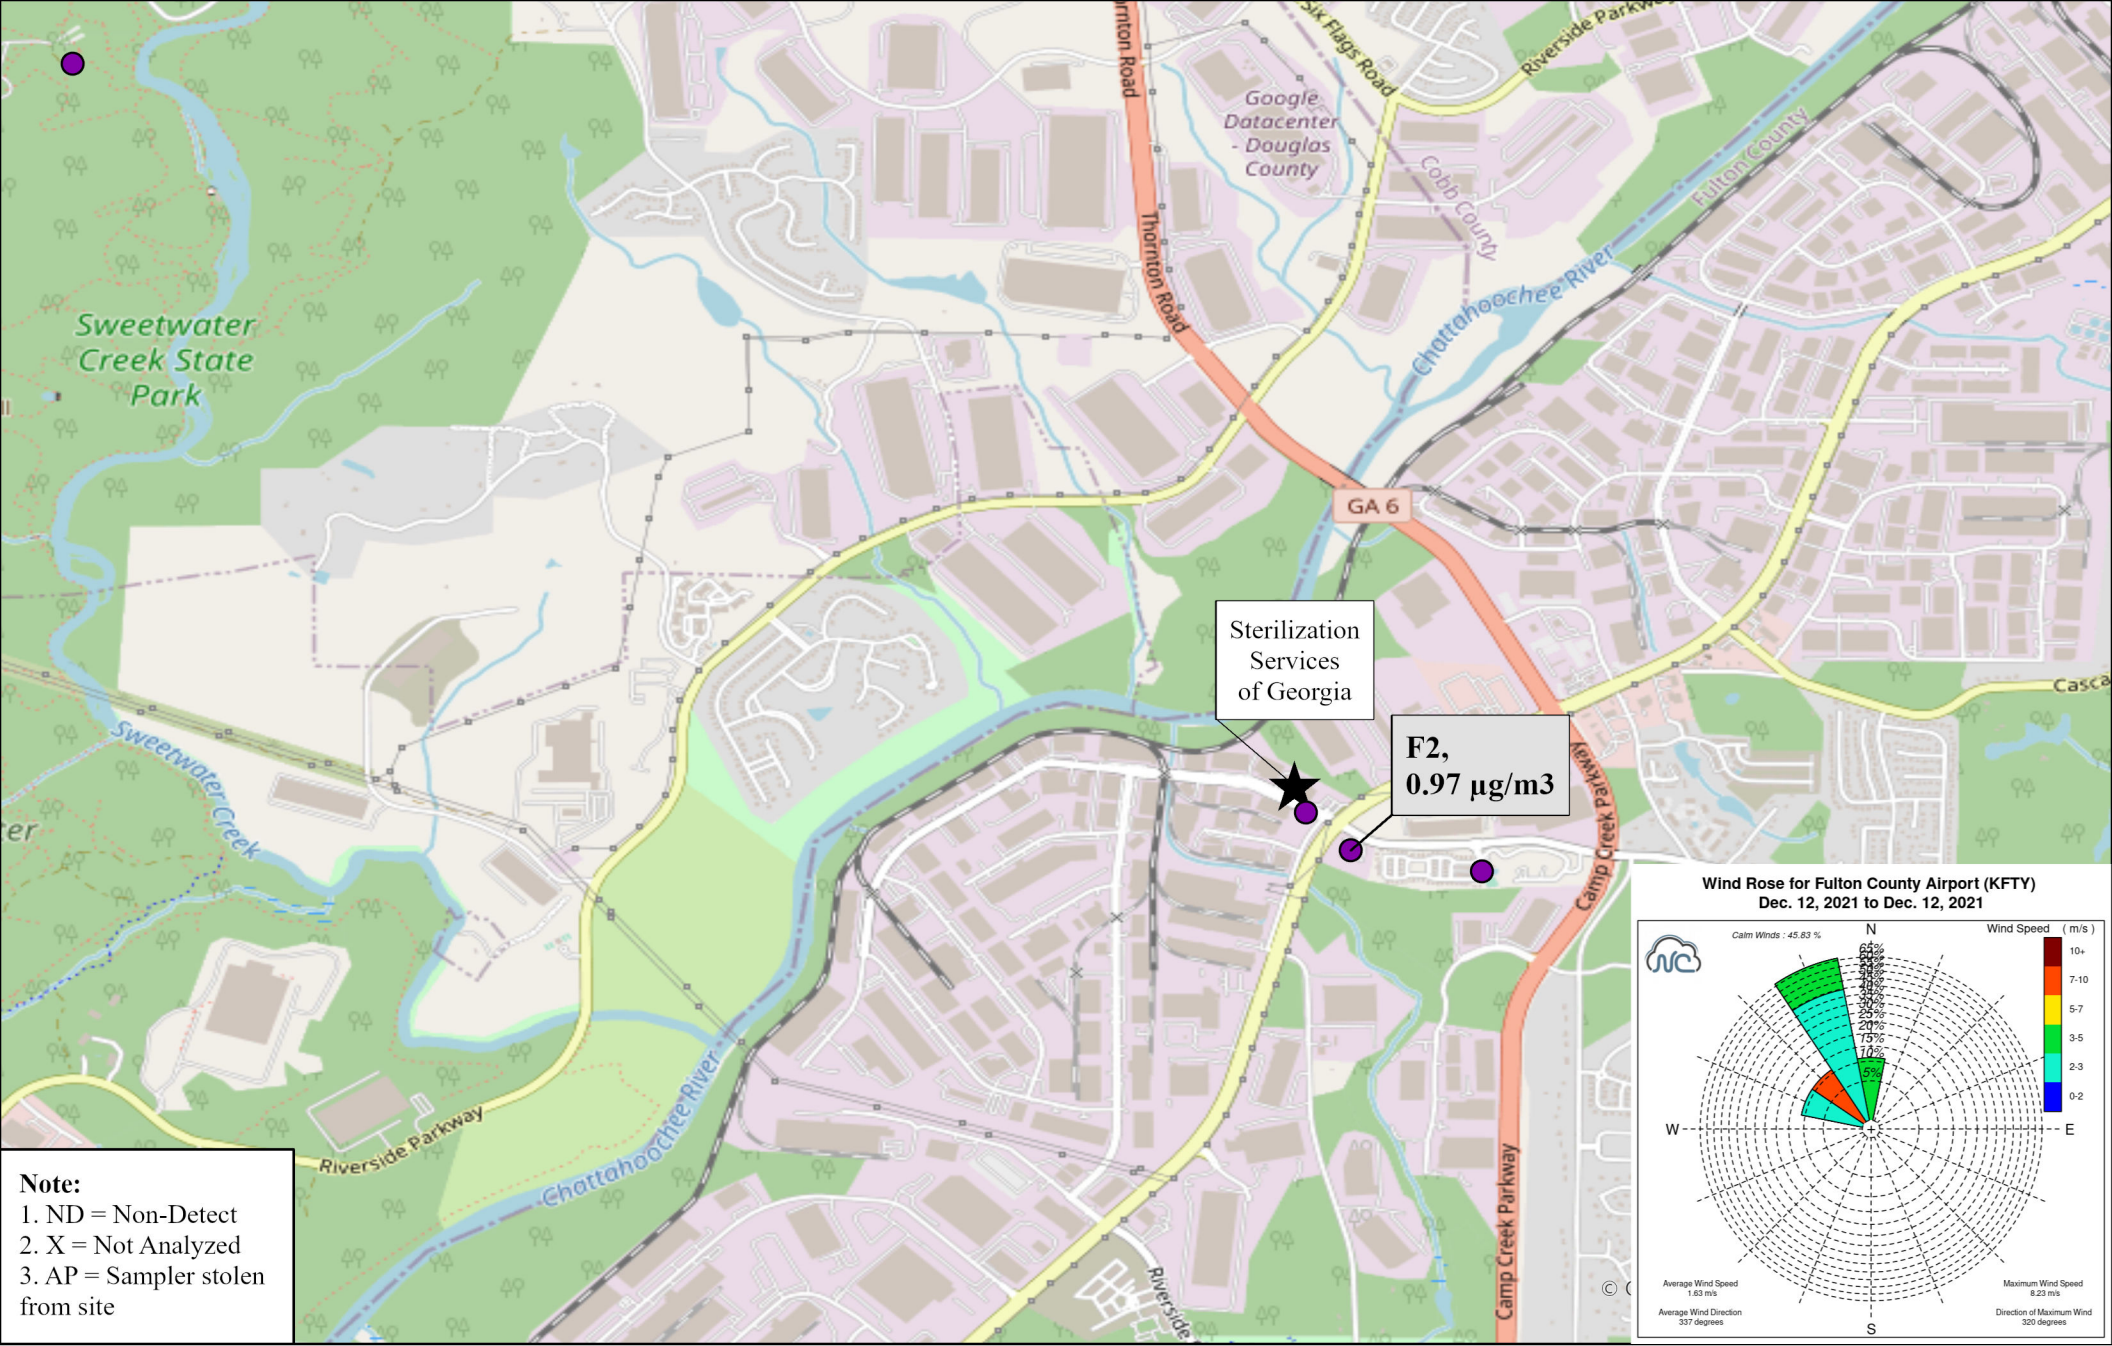 rnton Road
Six Flags Road
Riverside Parkway
Google
Datacenter
- Douglas
County
Cobb County
Fulton County
Thornton Road
Chattahoochee River
Sweetwater
Creek State
Park
GA 6
Sterilization
Services
of Georgia
Casca
F2,
0.97 µg/m3
Camp Creek Parkway
Sweetwater Creek
ter
Chattahoochee River
Riverside Parkway
Camp Creek Parkway
Riverside
©
Note:
1. ND = Non-Detect
2. X = Not Analyzed
3. AP = Sampler stolen
from site
Wind Rose for Fulton County Airport (KFTY)
Dec. 12, 2021 to Dec. 12, 2021
Calm Winds : 45.83 %
N
Wind Speed ( m/s )
NC
10+
7-10
5-7
3-5
2-3
0-2
65%
30%
25%
20%
15%
10%
5%
W
E
S
Average Wind Speed
1.63 m/s
Average Wind Direction
337 degrees
Maximum Wind Speed
8.23 m/s
Direction of Maximum Wind
320 degrees